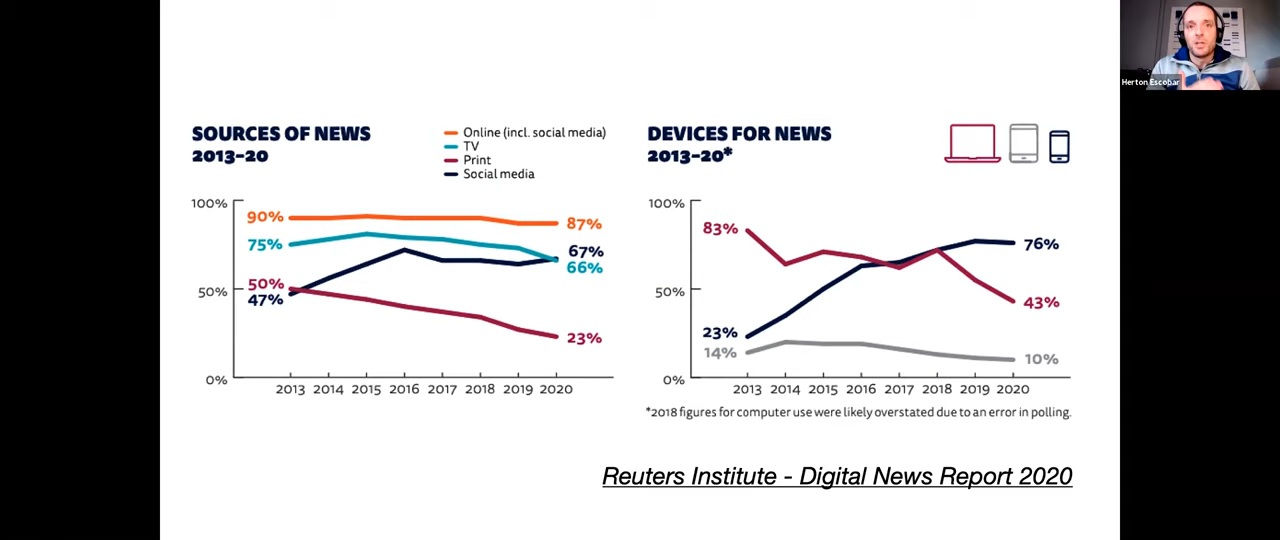 Herton Escobar
SOURCES OF NEWS
2013–20
Online (incl. social media)
TV
Print
Social media
100%
50%
0%
90%
75%
50%
47%
87%
67%
66%
23%
2013 2014 2015 2016 2017 2018 2019 2020
DEVICES FOR NEWS
2013–20*
100%
50%
0%
83%
23%
14%
76%
43%
10%
2013 2014 2015 2016 2017 2018 2019 2020
*2018 figures for computer use were likely overstated due to an error in polling.
Reuters Institute - Digital News Report 2020